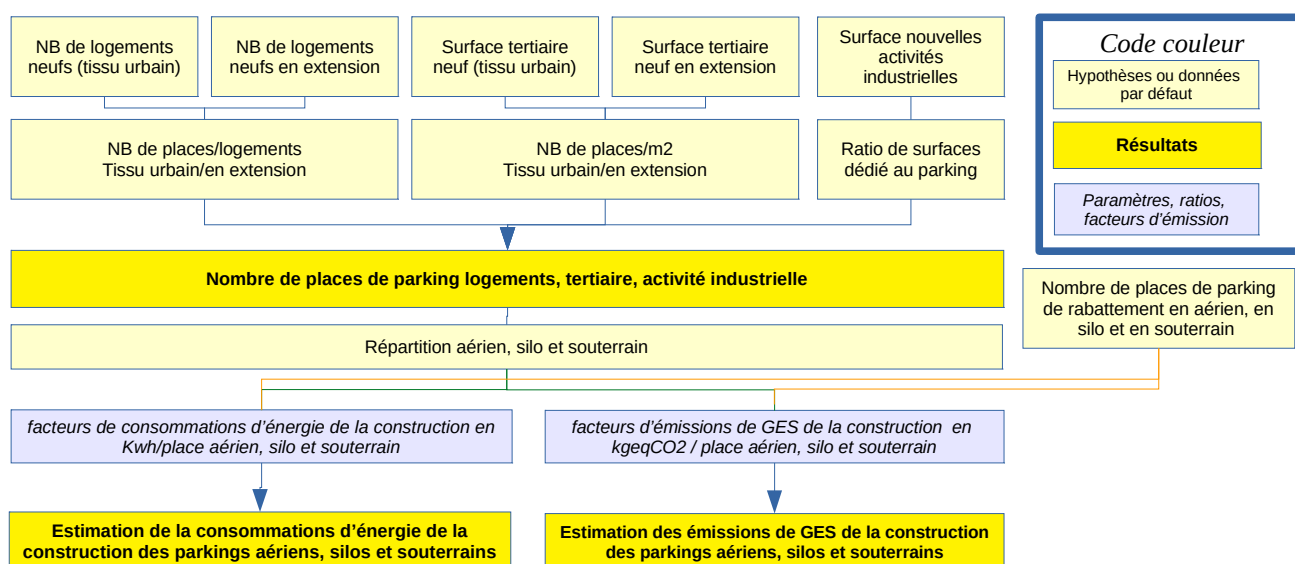 NB de logements
neufs (tissu urbain)
NB de logements
neufs en extension
Surface tertiaire
neuf (tissu urbain)
Surface tertiaire
neuf en extension
Surface nouvelles
activités
industrielles
Code couleur
Hypothèses ou données
par défaut
Résultats
Paramètres, ratios,
facteurs d’émission
NB de places/logements
Tissu urbain/en extension
NB de places/m2
Tissu urbain/en extension
Ratio de surfaces
dédié au parking
Nombre de places de parking logements, tertiaire, activité industrielle
Nombre de places de parking
de rabattement en aérien, en
silo et en souterrain
Répartition aérien, silo et souterrain
facteurs de consommations d’énergie de la construction en
Kwh/place aérien, silo et souterrain
facteurs d’émissions de GES de la construction en
kgeqCO2 / place aérien, silo et souterrain
Estimation de la consommations d’énergie de la
construction des parkings aériens, silos et souterrains
Estimation des émissions de GES de la construction
des parkings aériens, silos et souterrains